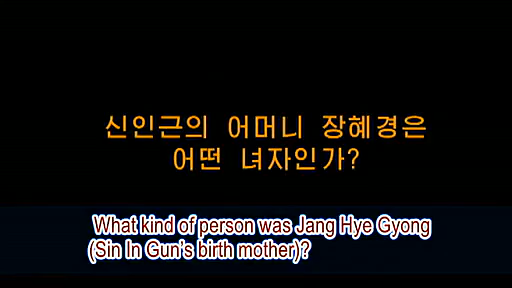 신인근의 어머니 장혜경은
어떤 녀자인가?
What kind of person was Jang Hye Gyong
(Sin In Gun's birth mother)?